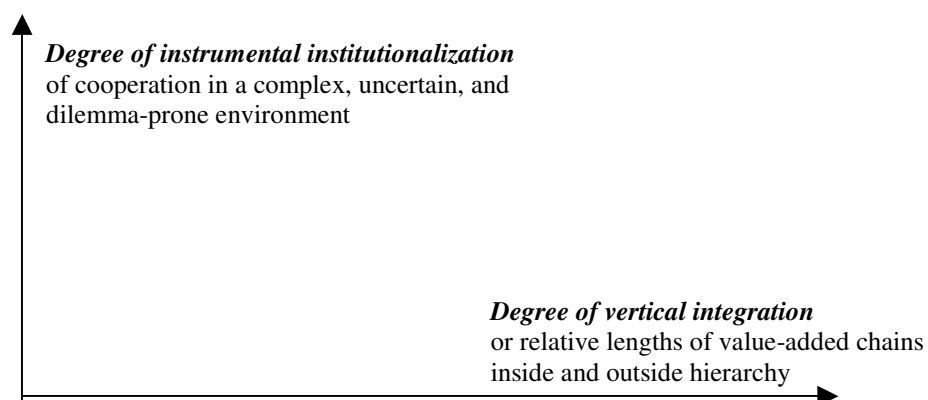 Degree of instrumental institutionalization
of cooperation in a complex, uncertain, and
dilemma-prone environment
Degree of vertical integration
or relative lengths of value-added chains
inside and outside hierarchy